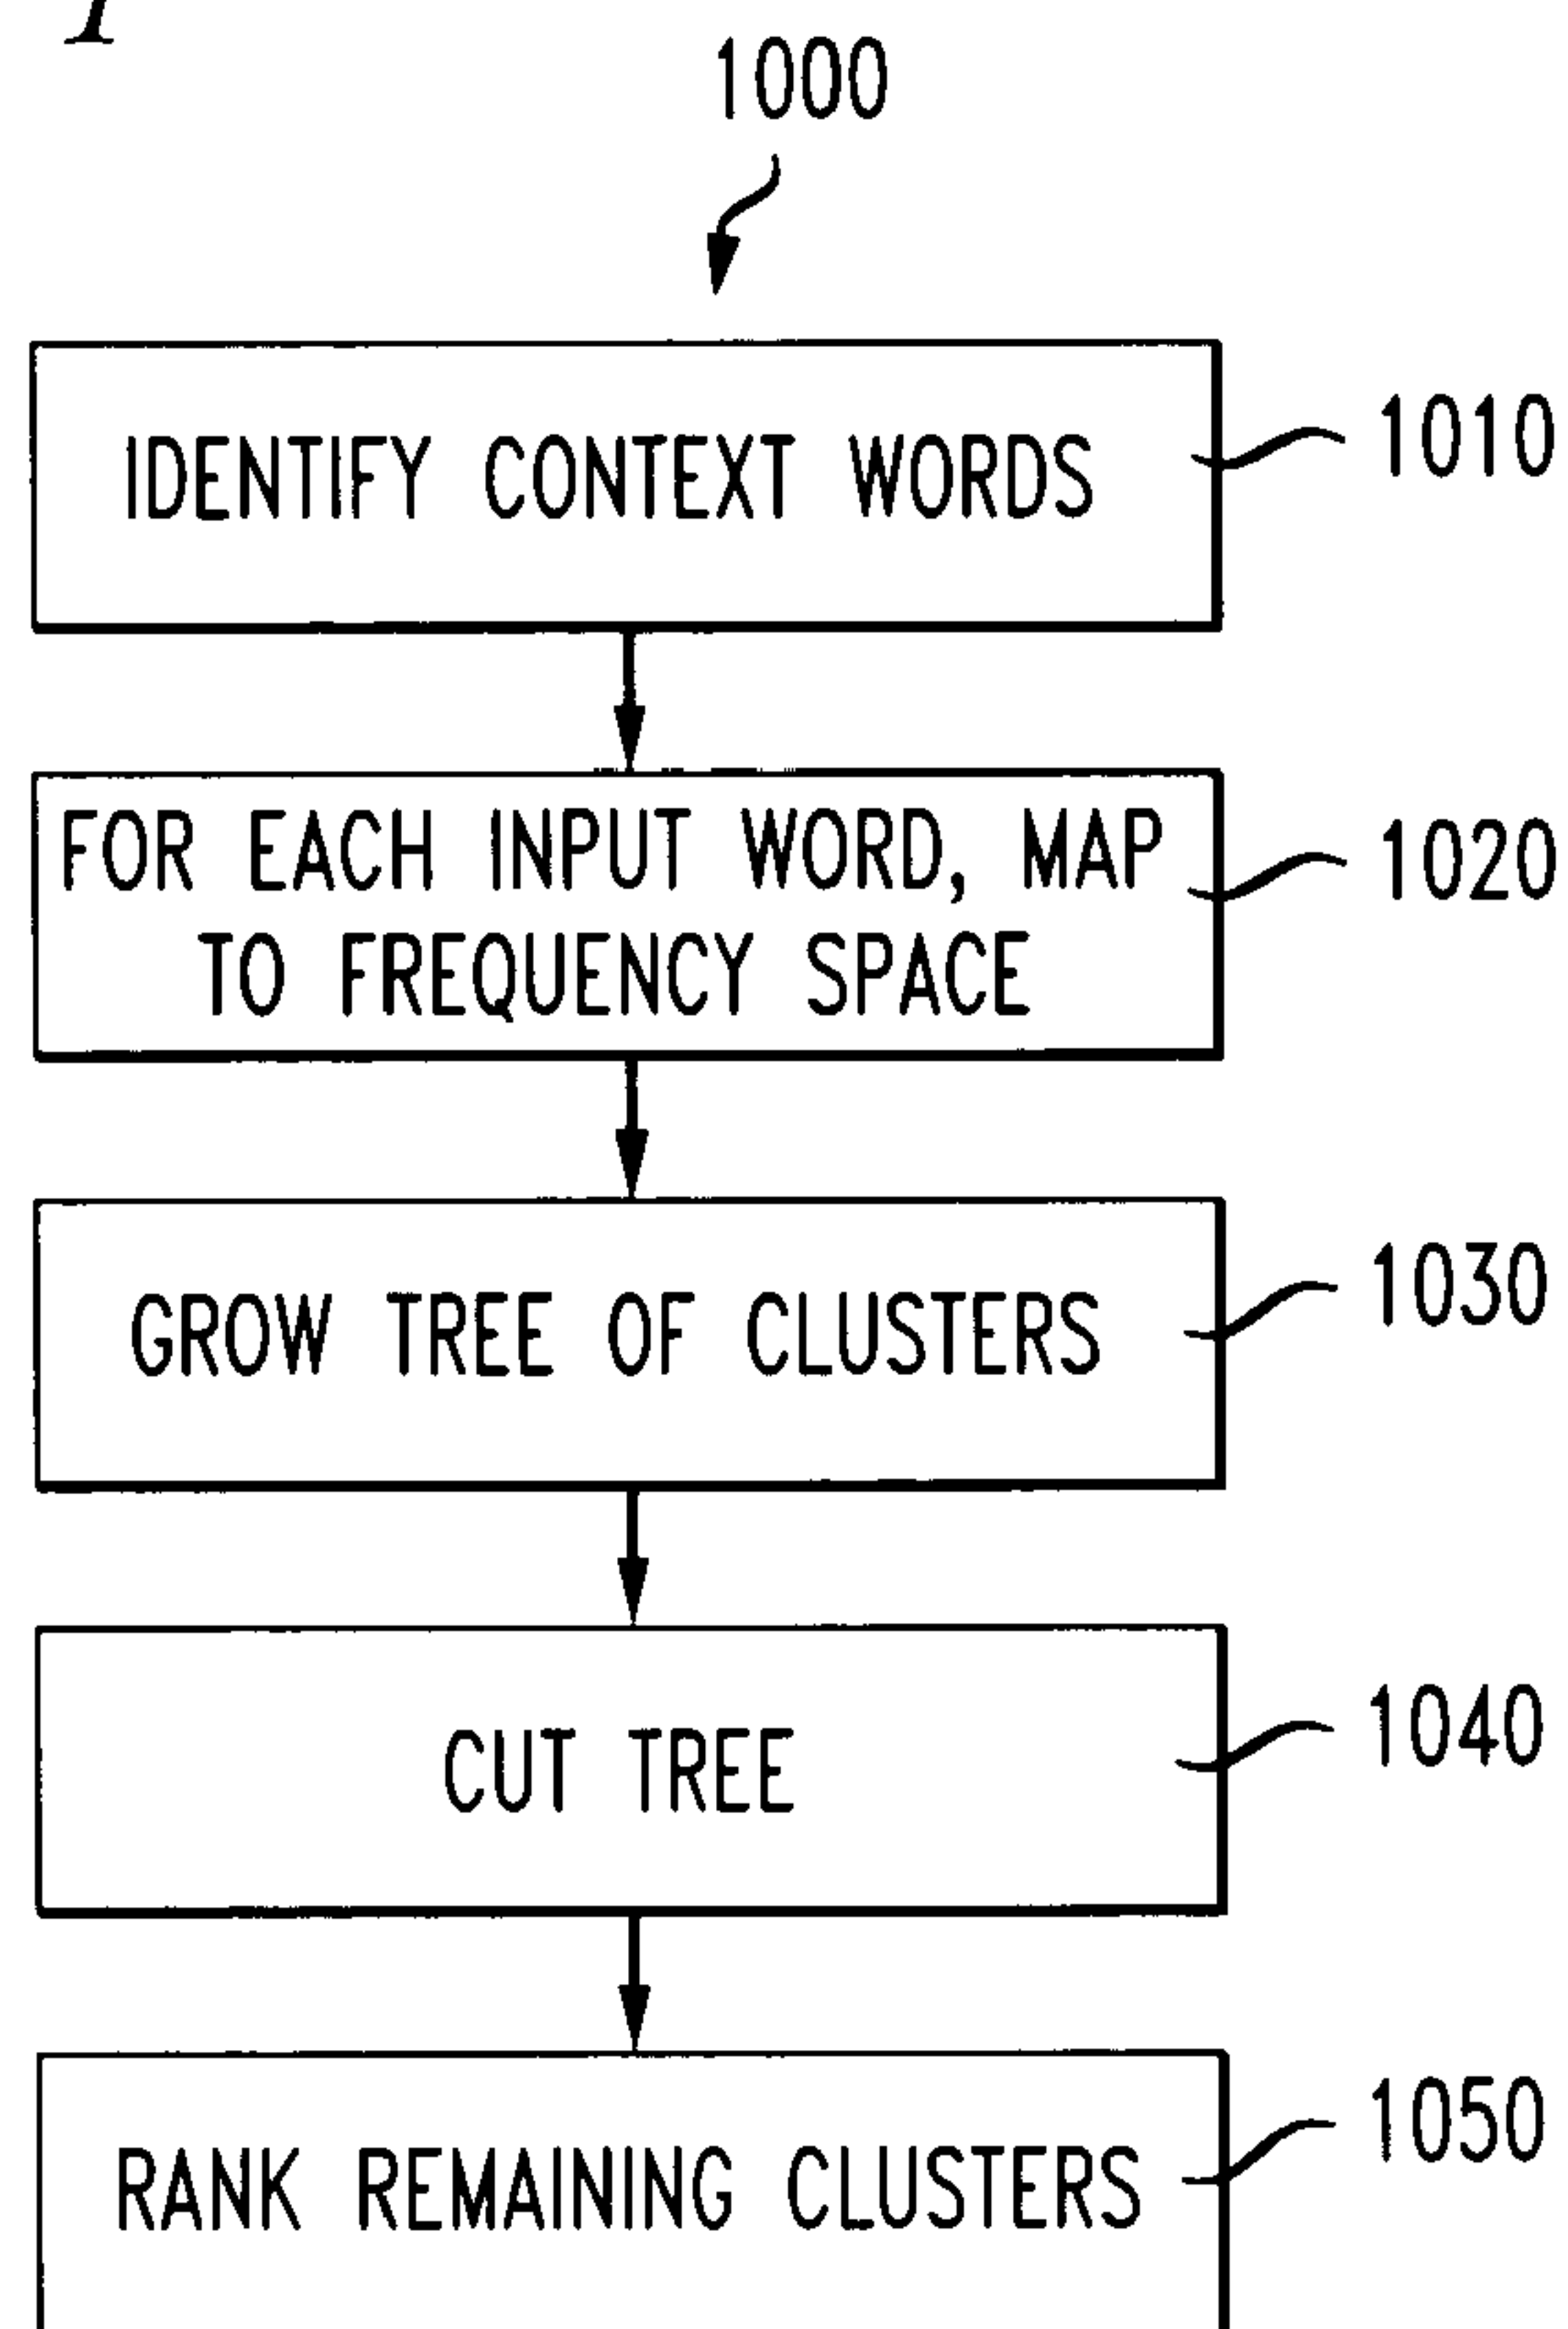 1000
IDENTIFY CONTEXT WORDS
1010
FOR EACH INPUT WORD, MAP
TO FREQUENCY SPACE
1020
GROW TREE OF CLUSTERS
1030
CUT TREE
1040
RANK REMAINING CLUSTERS
1050